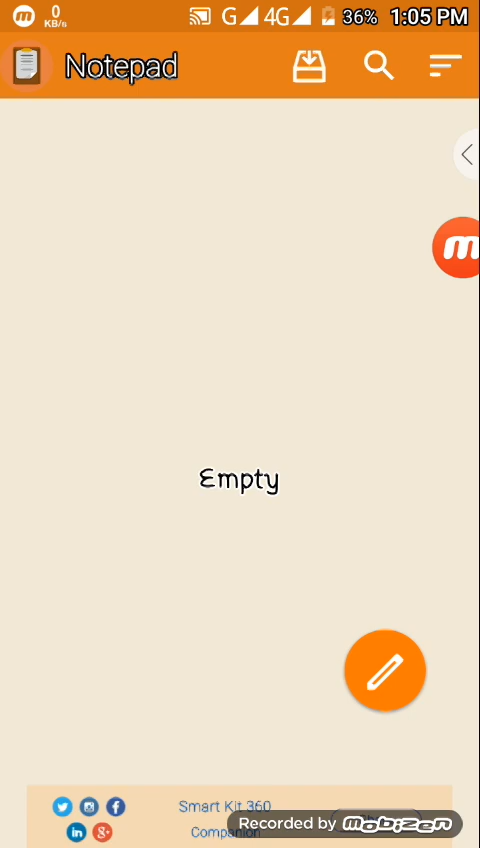 0
KB/s
G 4G 36% 1:05 PM
Notepad
Empty
Smart Kit 360
Companion
Recorded by mobizen